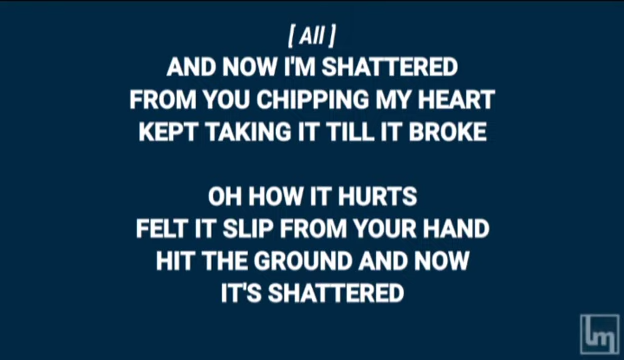 [ All ]
AND NOW I'M SHATTERED
FROM YOU CHIPPING MY HEART
KEPT TAKING IT TILL IT BROKE
OH HOW IT HURTS
FELT IT SLIP FROM YOUR HAND
HIT THE GROUND AND NOW
IT'S SHATTERED
lm